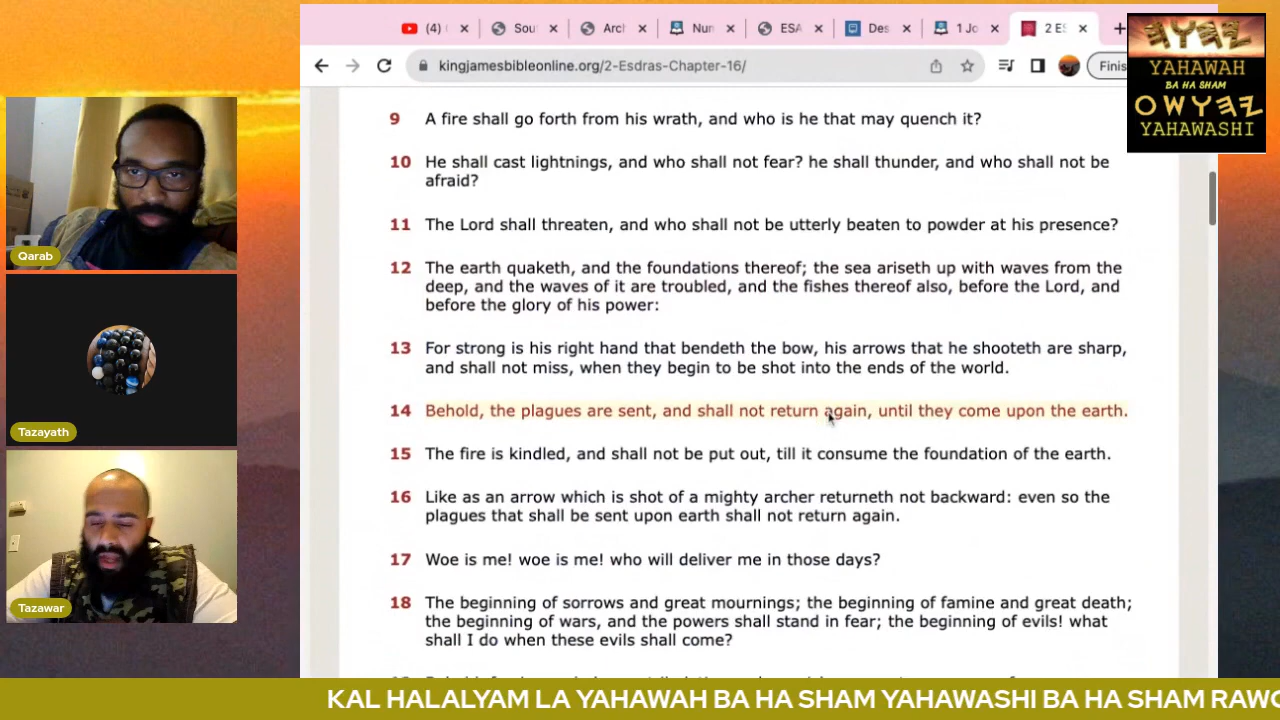 (4)
Sou
Arch
Nun
ESA
Des
1 Jo
2 ES
kingjamesbibleonline.org/2-Esdras-Chapter-16/
Finis
YAHAWAH
BA HA SHAM
YAHAWASHI
9 A fire shall go forth from his wrath, and who is he that may quench it?
10 He shall cast lightnings, and who shall not fear? he shall thunder, and who shall not be
afraid?
11 The Lord shall threaten, and who shall not be utterly beaten to powder at his presence?
12 The earth quaketh, and the foundations thereof; the sea ariseth up with waves from the
deep, and the waves of it are troubled, and the fishes thereof also, before the Lord, and
before the glory of his power:
13 For strong is his right hand that bendeth the bow, his arrows that he shooteth are sharp,
and shall not miss, when they begin to be shot into the ends of the world.
14 Behold, the plagues are sent, and shall not return again, until they come upon the earth.
15 The fire is kindled, and shall not be put out, till it consume the foundation of the earth.
16 Like as an arrow which is shot of a mighty archer returneth not backward: even so the
plagues that shall be sent upon earth shall not return again.
17 Woe is me! woe is me! who will deliver me in those days?
18 The beginning of sorrows and great mournings; the beginning of famine and great death;
the beginning of wars, and the powers shall stand in fear; the beginning of evils! what
shall I do when these evils shall come?
Qarab
Tazayath
Tazawar
KAL HALALYAM LA YAHAWAH BA HA SHAM YAHAWASHI BA HA SHAM RAWC